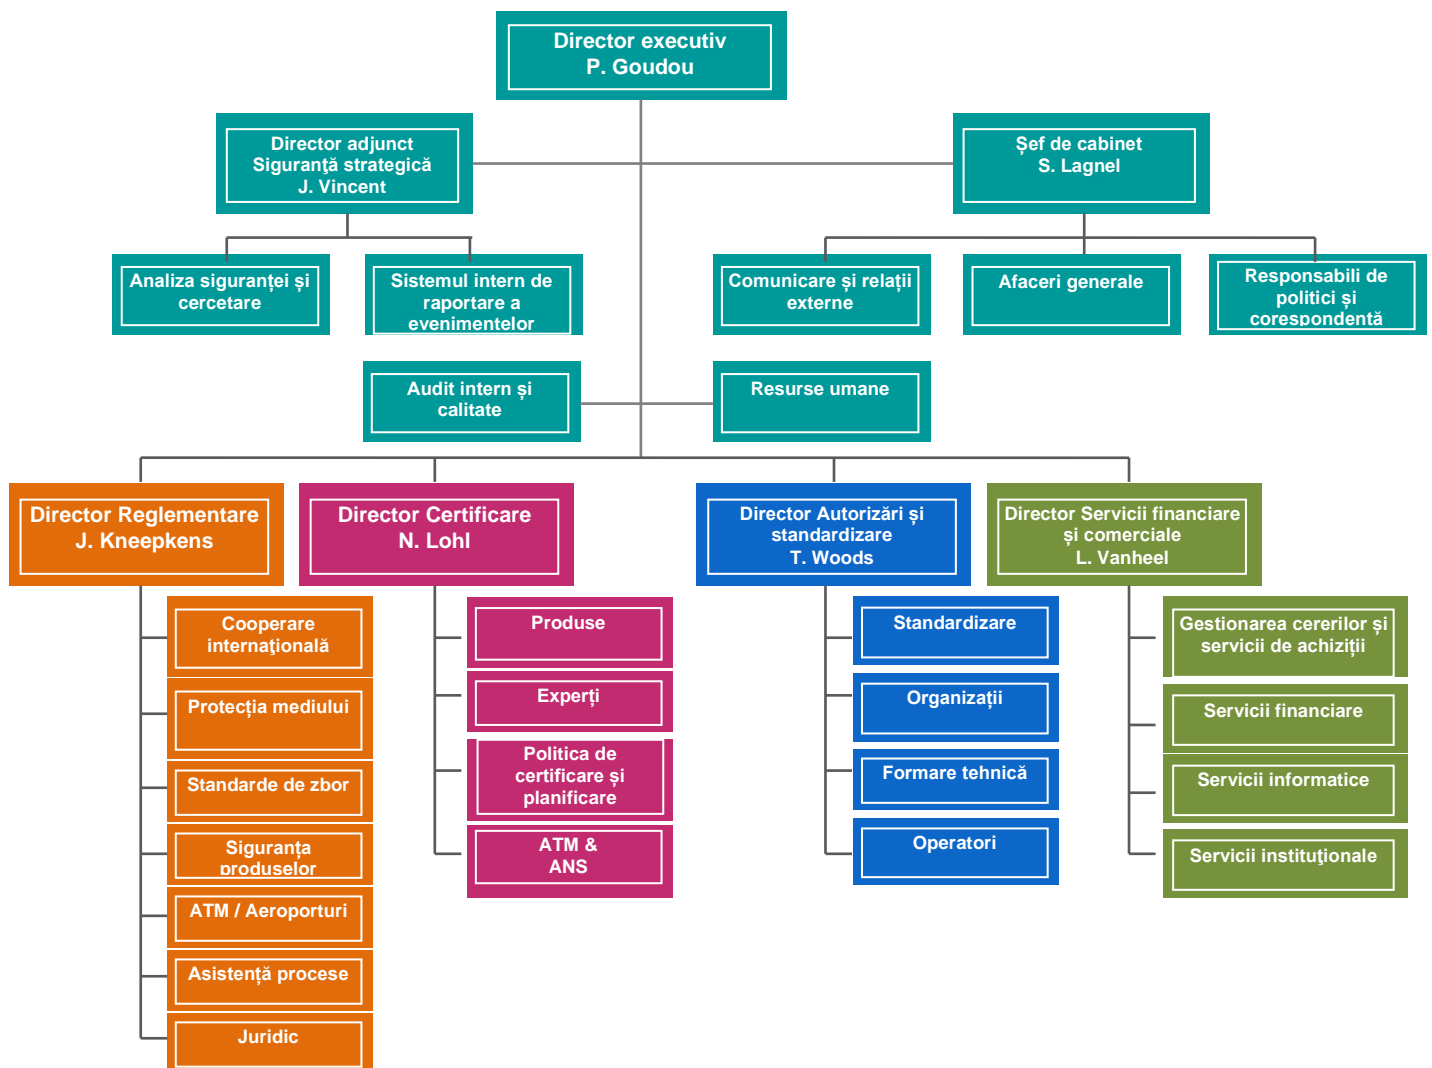 Director executiv
P. Goudou
Director adjunct
Siguranţă strategică
J. Vincent
Șef de cabinet
S. Lagnel
Analiza siguranței și
cercetare
Sistemul intern de
raportare a
evenimentelor
Comunicare și relații
externe
Afaceri generale
Responsabili de
politici și
corespondență
Audit intern și
calitate
Resurse umane
Director Reglementare
J. Kneepkens
Director Certificare
N. Lohl
Director Autorizări și
standardizare
T. Woods
Director Servicii financiare
și comerciale
L. Vanheel
Cooperare
internaţională
Protecția mediului
Standarde de zbor
Siguranța
produselor
ATM / Aeroporturi
Asistență procese
Juridic
Produse
Experți
Politica de
certificare și
planificare
ATM &
ANS
Standardizare
Organizații
Formare tehnică
Operatori
Gestionarea cererilor și
servicii de achiziții
Servicii financiare
Servicii informatice
Servicii instituţionale